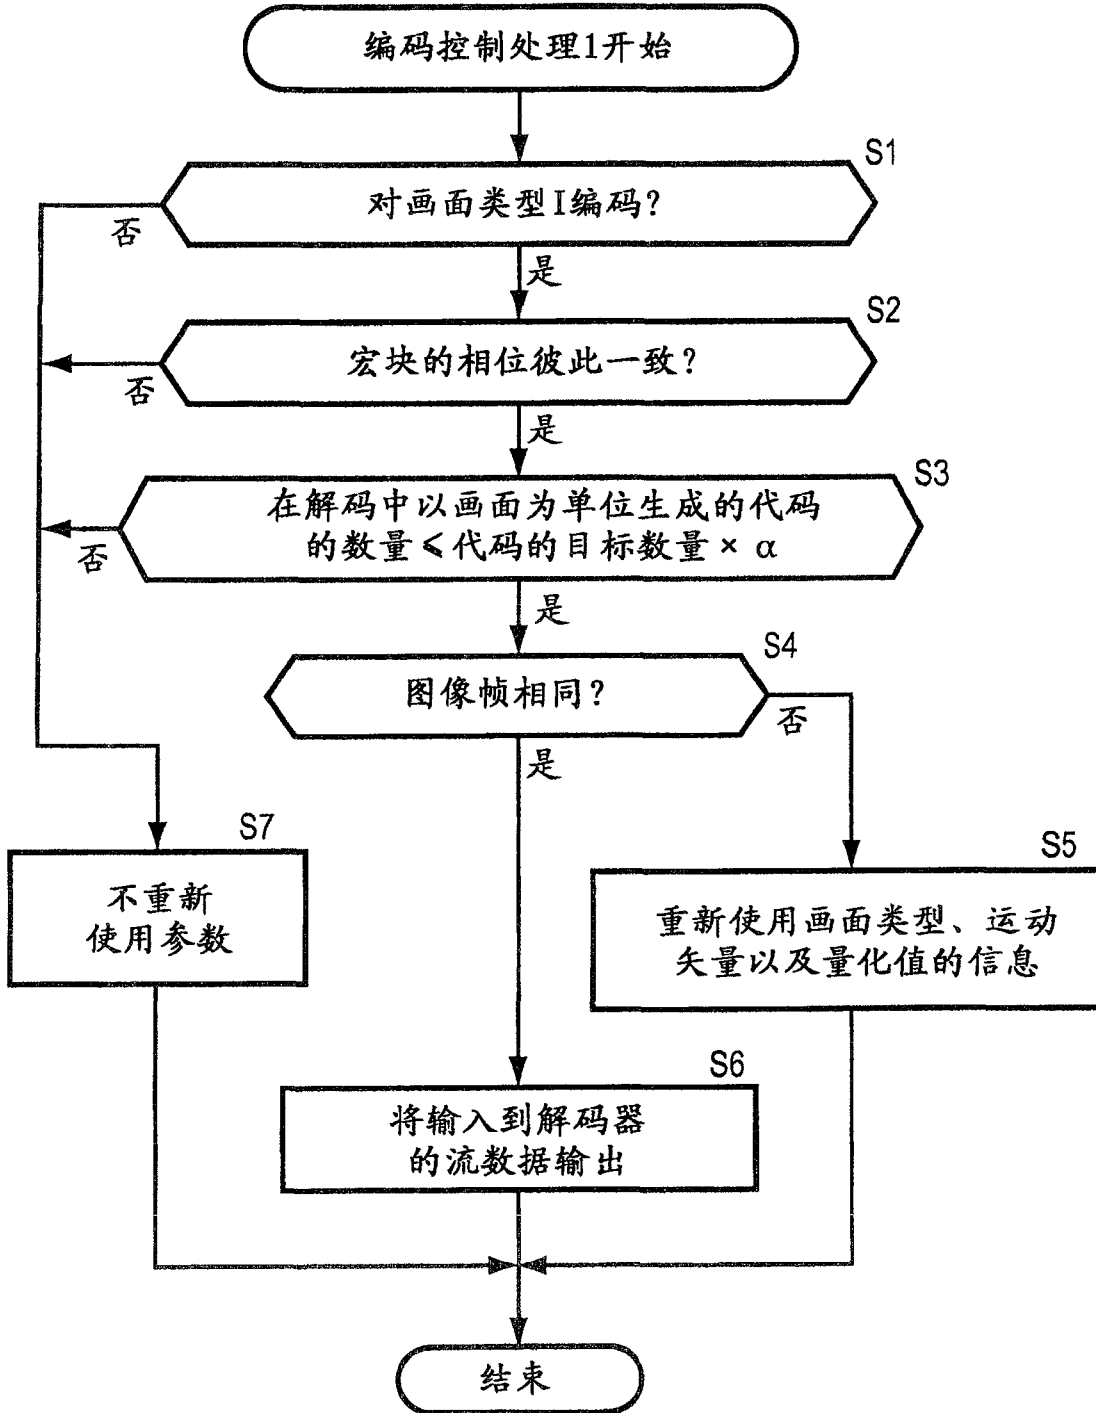 编码控制处理1开始
S1
对画面类型I编码?
否
是
S2
宏块的相位彼此一致?
否
是
S3
在解码中以画面为单位生成的代码
的数量≤代码的目标数量× α
否
是
S4
图像帧相同?
否
是
S7
不重新
使用参数
S5
重新使用画面类型、运动
矢量以及量化值的信息
S6
将输入到解码器
的流数据输出
结束